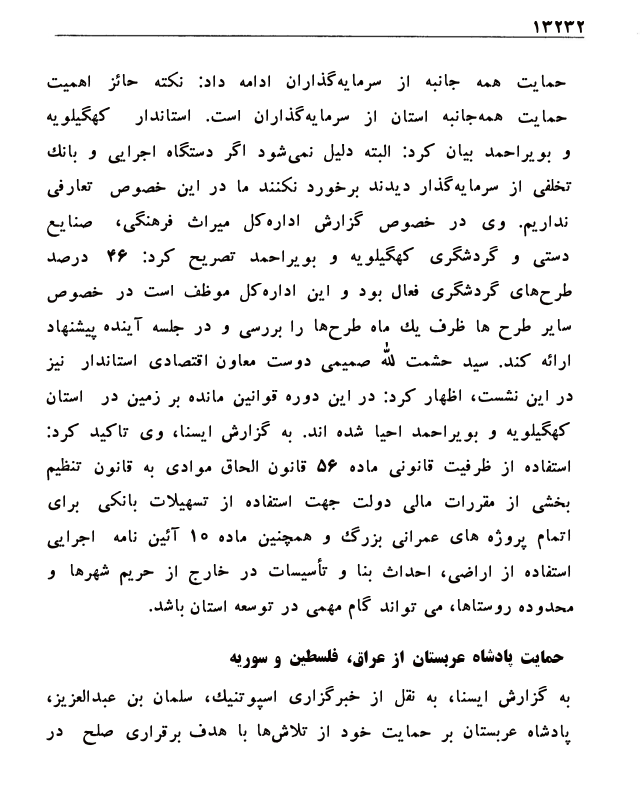 ۱۳۲۳۲
حمایت همه جانبه از سرمایه‌گذاران ادامه داد: نکته حائز اهمیت
حمایت همه‌جانبه استان از سرمایه‌گذاران است. استاندار کهگیلویه
و بویراحمد بیان کرد: البته دلیل نمی‌شود اگر دستگاه اجرایی و بانک
تخلفی از سرمایه‌گذار دیدند برخورد نکنند ما در این خصوص تعارفی
نداریم. وی در خصوص گزارش اداره‌کل میراث فرهنگی، صنایع
دستی و گردشگری کهگیلویه و بویراحمد تصریح کرد: ۴۶ درصد
طرح‌های گردشگری فعال بود و این اداره‌کل موظف است در خصوص
سایر طرح ها ظرف یک ماه طرح‌ها را بررسی و در جلسه آینده پیشنهاد
ارائه کند. سید حشمت لله صمیمی دوست معاون اقتصادی استاندار نیز
در این نشست، اظهار کرد: در این دوره قوانین مانده بر زمین در استان
کهگیلویه و بویراحمد احیا شده اند. به گزارش ایسنا، وی تاکید کرد:
استفاده از ظرفیت قانونی ماده ۵۶ قانون الحاق موادی به قانون تنظیم
بخشی از مقررات مالی دولت جهت استفاده از تسهیلات بانکی برای
اتمام پروژه های عمرانی بزرگ و همچنین ماده ۱۰ آئین نامه اجرایی
استفاده از اراضی، احداث بنا و تأسیسات در خارج از حریم شهرها و
محدوده روستاها، می تواند گام مهمی در توسعه استان باشد.
حمایت پادشاه عربستان از عراق، فلسطین و سوریه
به گزارش ایسنا، به نقل از خبرگزاری اسپوتنیک، سلمان بن عبدالعزیز،
پادشاه عربستان بر حمایت خود از تلاش‌ها با هدف برقراری صلح در